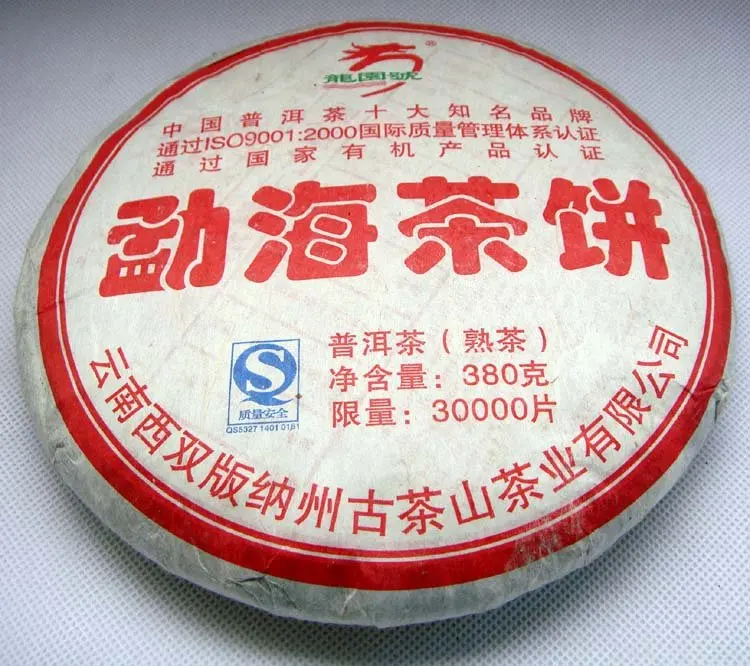 龍園號
®
中国普洱茶十大知名品牌
通过ISO9001:2000国际质量管理体系认证
通过国家有机产品认证
勐海茶饼
普洱茶（熟茶）
净含量：380克
限量：30000片
质量安全
QS5327 1401 0151
云南西双版纳州古茶山茶业有限公司